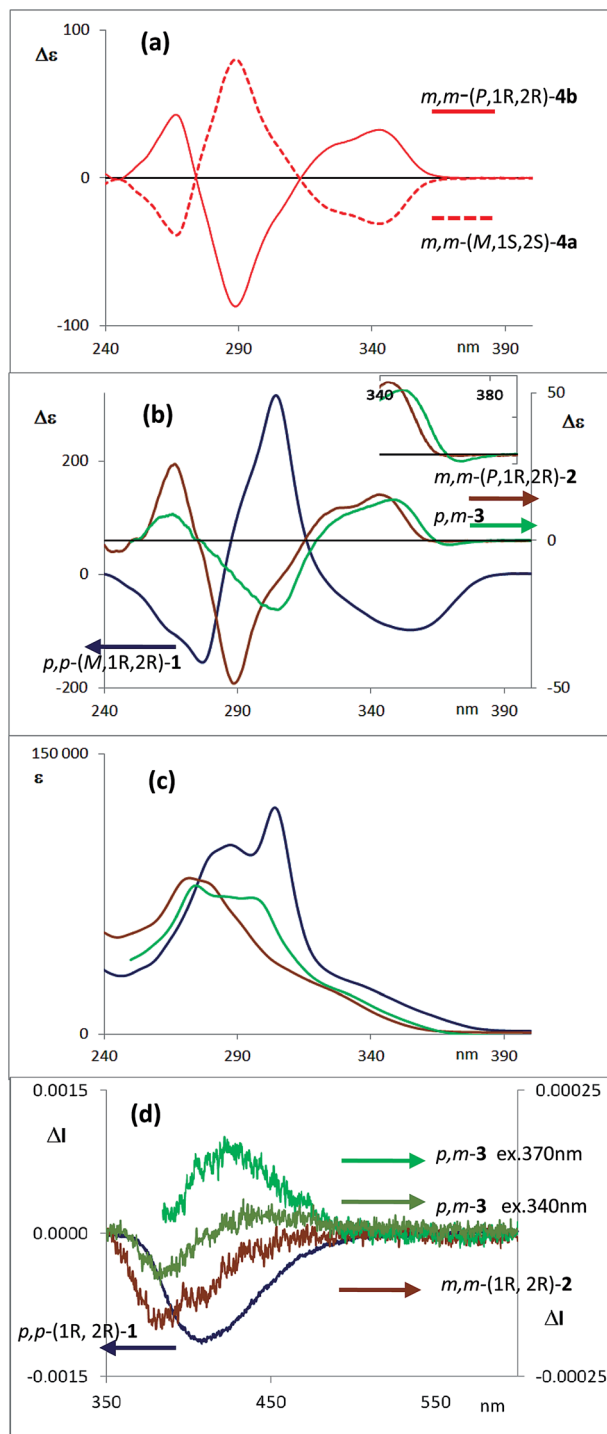 (a)
100
Δε
m,m-(P,1R,2R)-4b
0
m,m-(M,1S,2S)-4a
-100
240 290 340 nm 390
(b)
340 380
50
Δε
Δε
200
m,m-(P,1R,2R)-2
p,m-3
0
0
p,p-(M,1R,2R)-1
-200
-50
240 290 340 nm 390
150 000
(c)
ε
0
240 290 340 nm 390
0.0015
(d)
0.00025
ΔI
p,m-3 ex.370nm
p,m-3 ex.340nm
0.0000
m,m-(1R, 2R)-2
p,p-(1R, 2R)-1
ΔI
-0.0015
-0.00025
350 450 550 nm